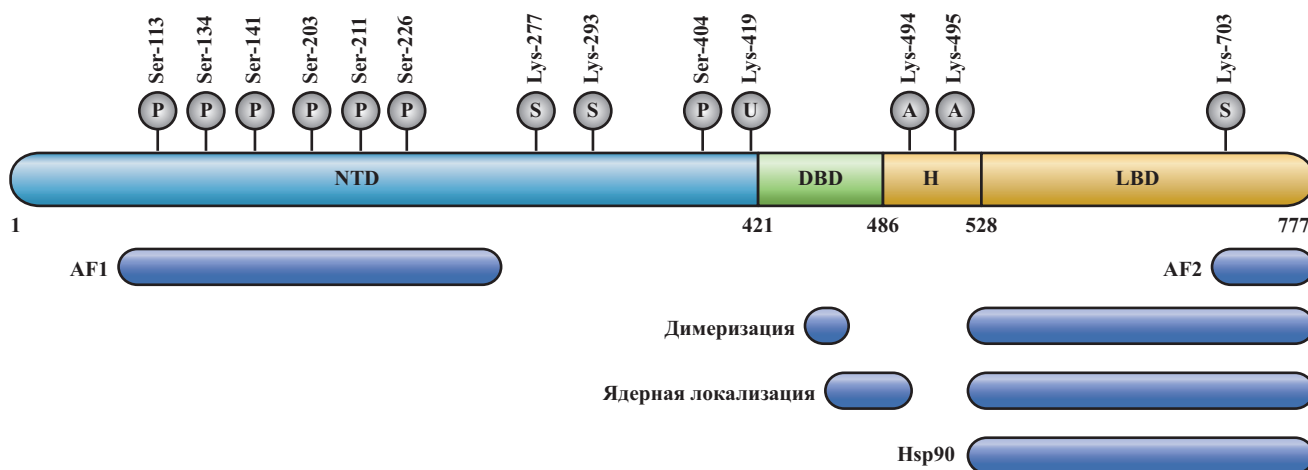 Ser-113 Ser-134 Ser-141 Ser-203 Ser-211 Ser-226 Lys-277 Lys-293 Ser-404 Lys-419 Lys-494 Lys-495 Lys-703
P P P P P P S S P U A A S
NTD DBD H LBD
1 421 486 528 777
AF1 AF2
Димеризация
Ядерная локализация
Hsp90